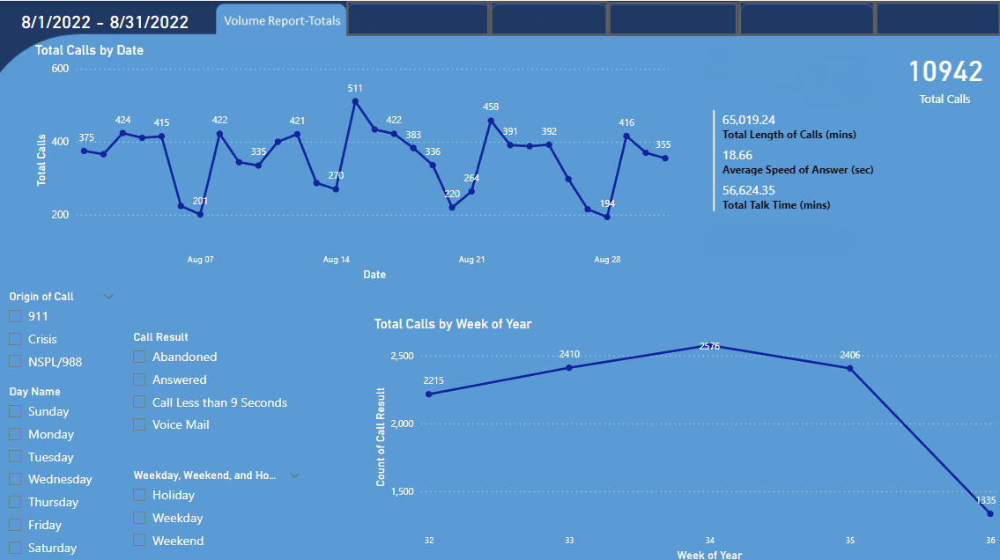 8/1/2022 - 8/31/2022
Volume Report-Totals
Total Calls by Date
600
400
200
Total Calls
375
424
415
201
422
335
421
270
511
422
383
336
220
264
458
391
392
194
416
355
Aug 07
Aug 14
Aug 21
Aug 28
Date
10942
Total Calls
65,019.24
Total Length of Calls (mins)
18.66
Average Speed of Answer (sec)
56,624.35
Total Talk Time (mins)
Origin of Call
911
Crisis
NSPL/988
Day Name
Sunday
Monday
Tuesday
Wednesday
Thursday
Friday
Saturday
Call Result
Abandoned
Answered
Call Less than 9 Seconds
Voice Mail
Weekday, Weekend, and Ho...
Holiday
Weekday
Weekend
Total Calls by Week of Year
2,500
2,000
1,500
Count of Call Result
2215
2410
2576
2406
1335
32
33
34
35
36
Week of Year